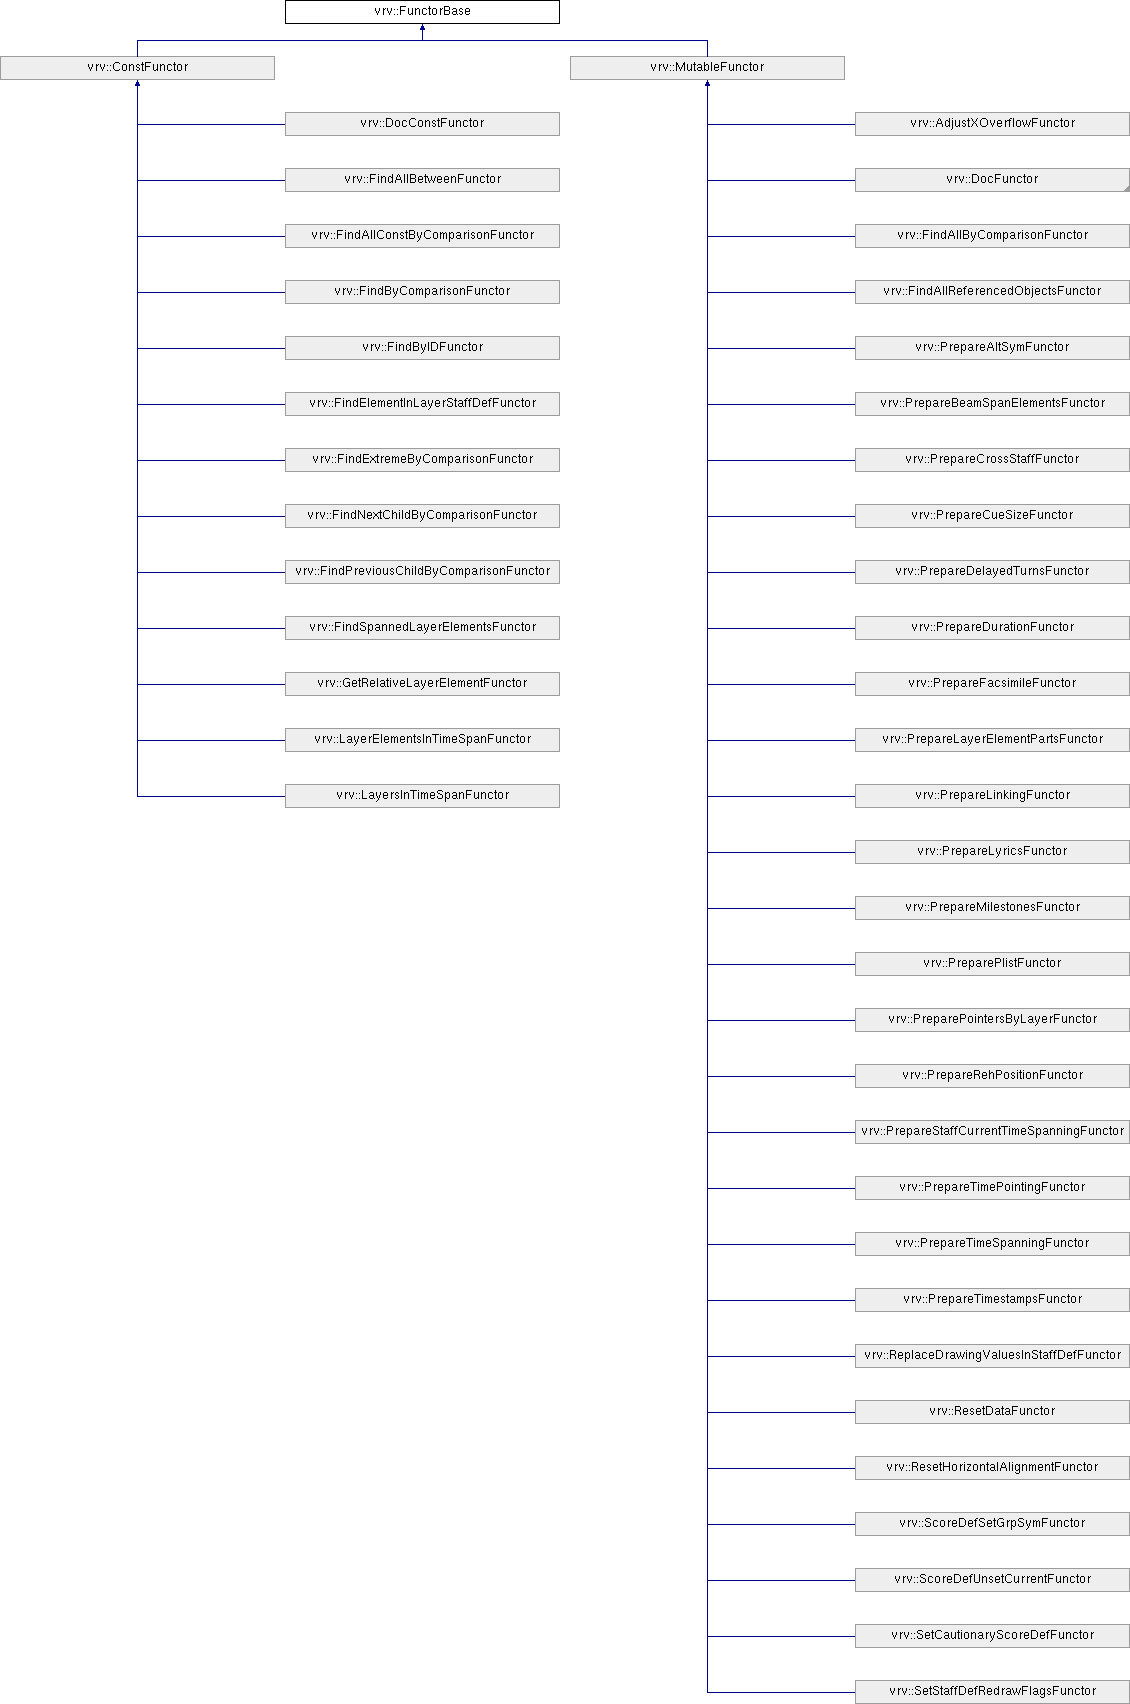 vrv::FunctorBase
vrv::ConstFunctor
vrv::MutableFunctor
vrv::DocConstFunctor
vrv::FindAllBetweenFunctor
vrv::FindAllConstByComparisonFunctor
vrv::FindByComparisonFunctor
vrv::FindByIDFunctor
vrv::FindElementInLayerStaffDefFunctor
vrv::FindExtremeByComparisonFunctor
vrv::FindNextChildByComparisonFunctor
vrv::FindPreviousChildByComparisonFunctor
vrv::FindSpannedLayerElementsFunctor
vrv::GetRelativeLayerElementFunctor
vrv::LayerElementsInTimeSpanFunctor
vrv::LayersInTimeSpanFunctor
vrv::AdjustXOverflowFunctor
vrv::DocFunctor
vrv::FindAllByComparisonFunctor
vrv::FindAllReferencedObjectsFunctor
vrv::PrepareAltSymFunctor
vrv::PrepareBeamSpanElementsFunctor
vrv::PrepareCrossStaffFunctor
vrv::PrepareCueSizeFunctor
vrv::PrepareDelayedTurnsFunctor
vrv::PrepareDurationFunctor
vrv::PrepareFacsimileFunctor
vrv::PrepareLayerElementPartsFunctor
vrv::PrepareLinkingFunctor
vrv::PrepareLyricsFunctor
vrv::PrepareMilestonesFunctor
vrv::PreparePlistFunctor
vrv::PreparePointersByLayerFunctor
vrv::PrepareRehPositionFunctor
vrv::PrepareStaffCurrentTimeSpanningFunctor
vrv::PrepareTimePointingFunctor
vrv::PrepareTimeSpanningFunctor
vrv::PrepareTimestampsFunctor
vrv::ReplaceDrawingValuesInStaffDefFunctor
vrv::ResetDataFunctor
vrv::ResetHorizontalAlignmentFunctor
vrv::ScoreDefSetGrpSymFunctor
vrv::ScoreDefUnsetCurrentFunctor
vrv::SetCautionaryScoreDefFunctor
vrv::SetStaffDefRedrawFlagsFunctor